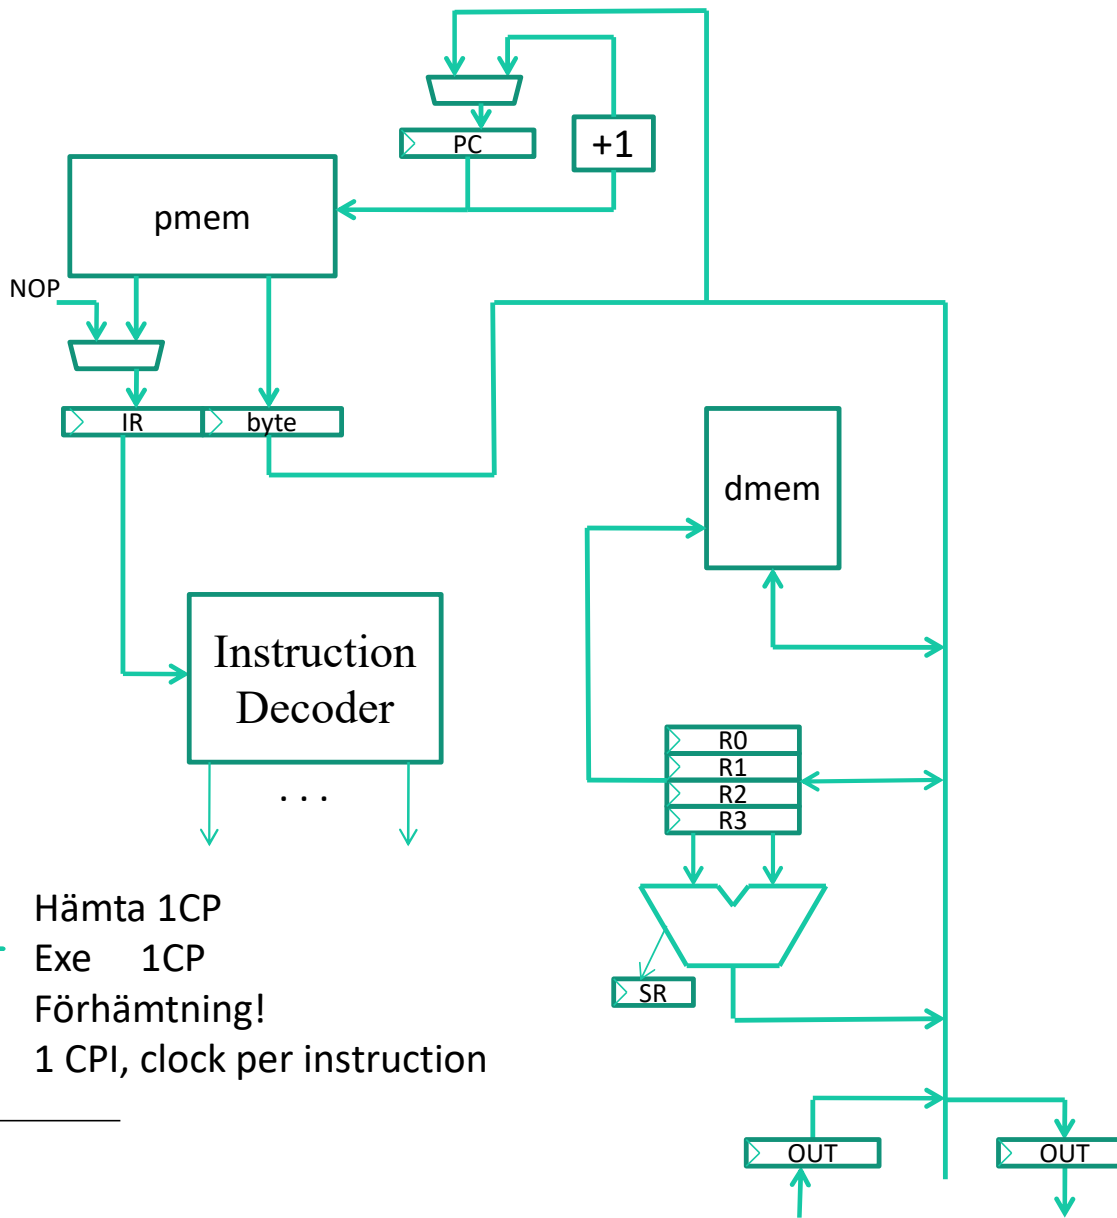 PC
+1
pmem
NOP
IR
byte
dmem
Instruction
Decoder
R0
R1
R2
R3
. . .
Hämta 1CP
Exe 1CP
Förhämtning!
1 CPI, clock per instruction
SR
OUT
OUT